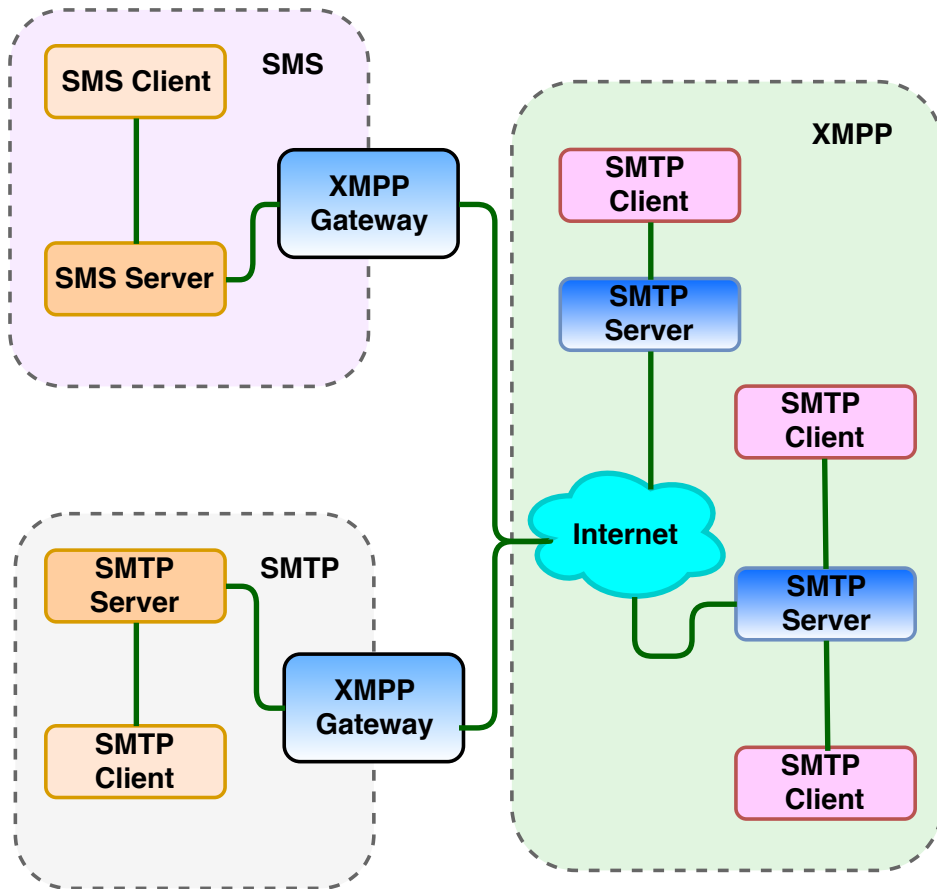 SMS
SMS Client
XMPP
Gateway
SMS Server
XMPP
SMTP
Client
SMTP
Server
SMTP
Client
Internet
SMTP
Server
SMTP
Client
SMTP
SMTP
Server
XMPP
Gateway
SMTP
Client